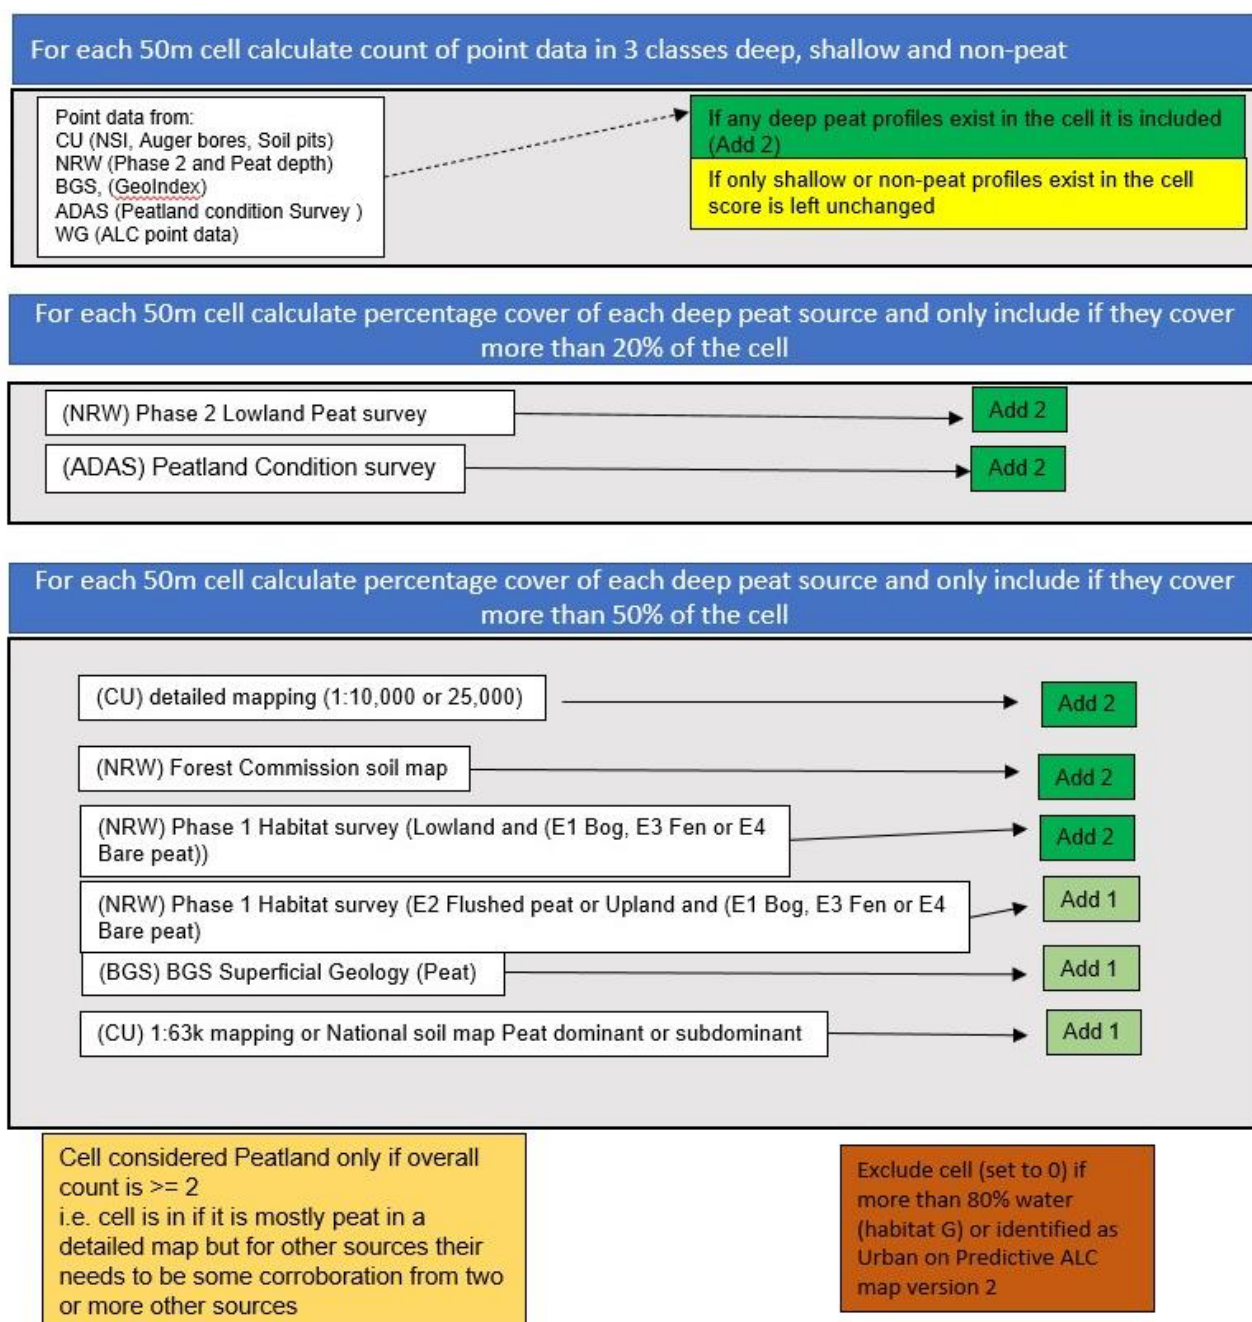 For each 50m cell calculate count of point data in 3 classes deep, shallow and non-peat
Point data from:
CU (NSI, Auger bores, Soil pits)
NRW (Phase 2 and Peat depth)
BGS, (GeoIndex)
ADAS (Peatland condition Survey )
WG (ALC point data)
If any deep peat profiles exist in the cell it is included
(Add 2)
If only shallow or non-peat profiles exist in the cell
score is left unchanged
For each 50m cell calculate percentage cover of each deep peat source and only include if they cover
more than 20% of the cell
(NRW) Phase 2 Lowland Peat survey
Add 2
(ADAS) Peatland Condition survey
Add 2
For each 50m cell calculate percentage cover of each deep peat source and only include if they cover
more than 50% of the cell
(CU) detailed mapping (1:10,000 or 25,000)
Add 2
(NRW) Forest Commission soil map
Add 2
(NRW) Phase 1 Habitat survey (Lowland and (E1 Bog, E3 Fen or E4
Bare peat))
Add 2
(NRW) Phase 1 Habitat survey (E2 Flushed peat or Upland and (E1 Bog, E3 Fen or E4
Bare peat)
Add 1
(BGS) BGS Superficial Geology (Peat)
Add 1
(CU) 1:63k mapping or National soil map Peat dominant or subdominant
Add 1
Cell considered Peatland only if overall
count is >= 2
i.e. cell is in if it is mostly peat in a
detailed map but for other sources their
needs to be some corroboration from two
or more other sources
Exclude cell (set to 0) if
more than 80% water
(habitat G) or identified as
Urban on Predictive ALC
map version 2